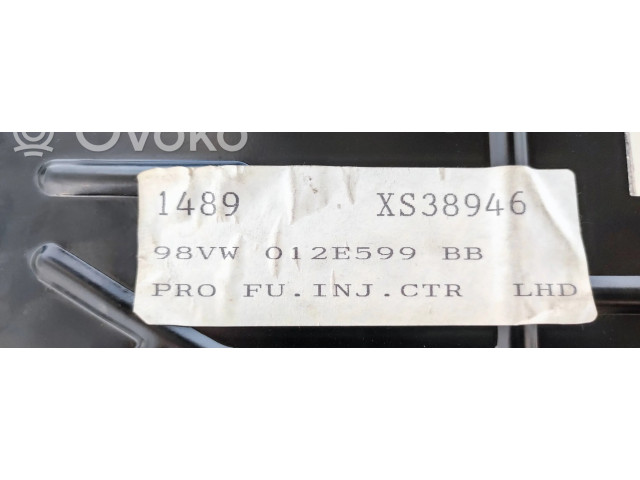 OVOKO
1489 XS38946
98VW 012E599 BB
PRO FU.INJ.CTR LHD